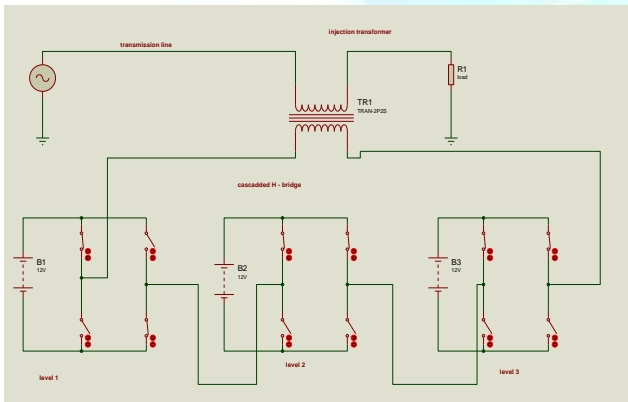 injection transformer
transmission line
R1
load
TR1
TRAN-2P2S
cascadded H - bridge
B1
12V
B2
12V
B3
12V
level 1
level 2
level 3